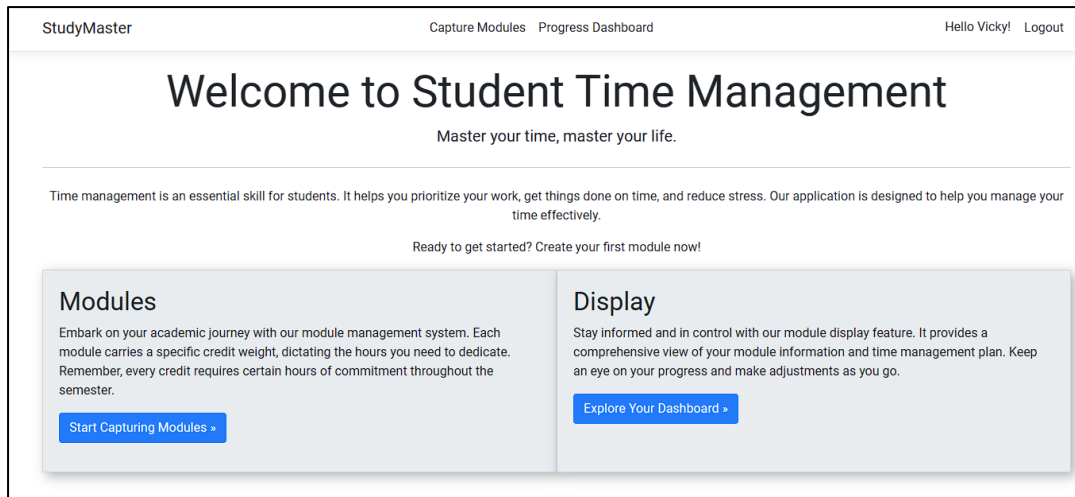 StudyMaster
Capture Modules
Progress Dashboard
Hello Vicky!
Logout
Welcome to Student Time Management
Master your time, master your life.
Time management is an essential skill for students. It helps you prioritize your work, get things done on time, and reduce stress. Our application is designed to help you manage your
time effectively.
Ready to get started? Create your first module now!
Modules
Embark on your academic journey with our module management system. Each
module carries a specific credit weight, dictating the hours you need to dedicate.
Remember, every credit requires certain hours of commitment throughout the
semester.
Start Capturing Modules »
Display
Stay informed and in control with our module display feature. It provides a
comprehensive view of your module information and time management plan. Keep
an eye on your progress and make adjustments as you go.
Explore Your Dashboard »